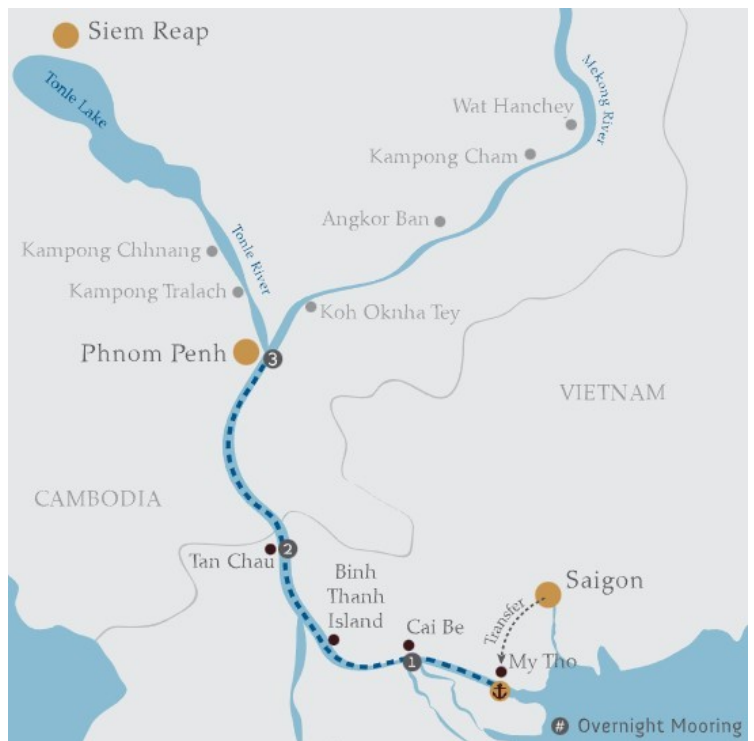 Siem Reap
Tonle Lake
Mekong River
Wat Hanchey
Kampong Cham
Angkor Ban
Kampong Chhnang
Tonle River
Kampong Tralach
Koh Oknha Tey
Phnom Penh
3
VIETNAM
CAMBODIA
2
Tan Chau
Binh
Thanh
Island
Saigon
Transfer
Cai Be
1
My Tho
# Overnight Mooring